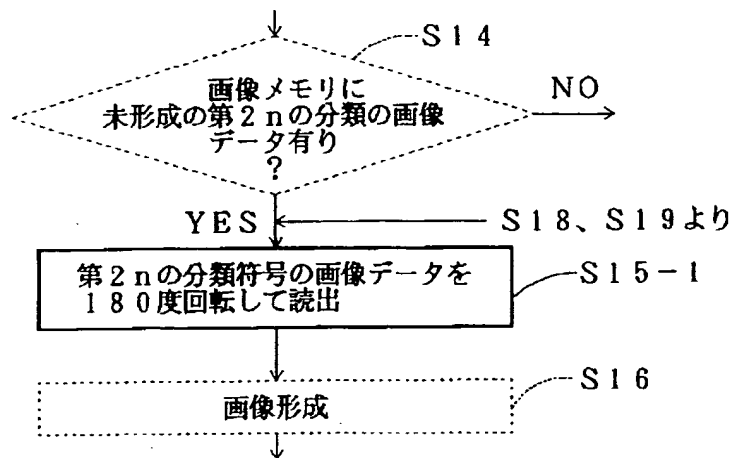 S14
画像メモリに
未形成の第2nの分類の画像
データ有り
?
NO
YES
S18、S19より
第2nの分類符号の画像データを
180度回転して読出
S15-1
画像形成
S16